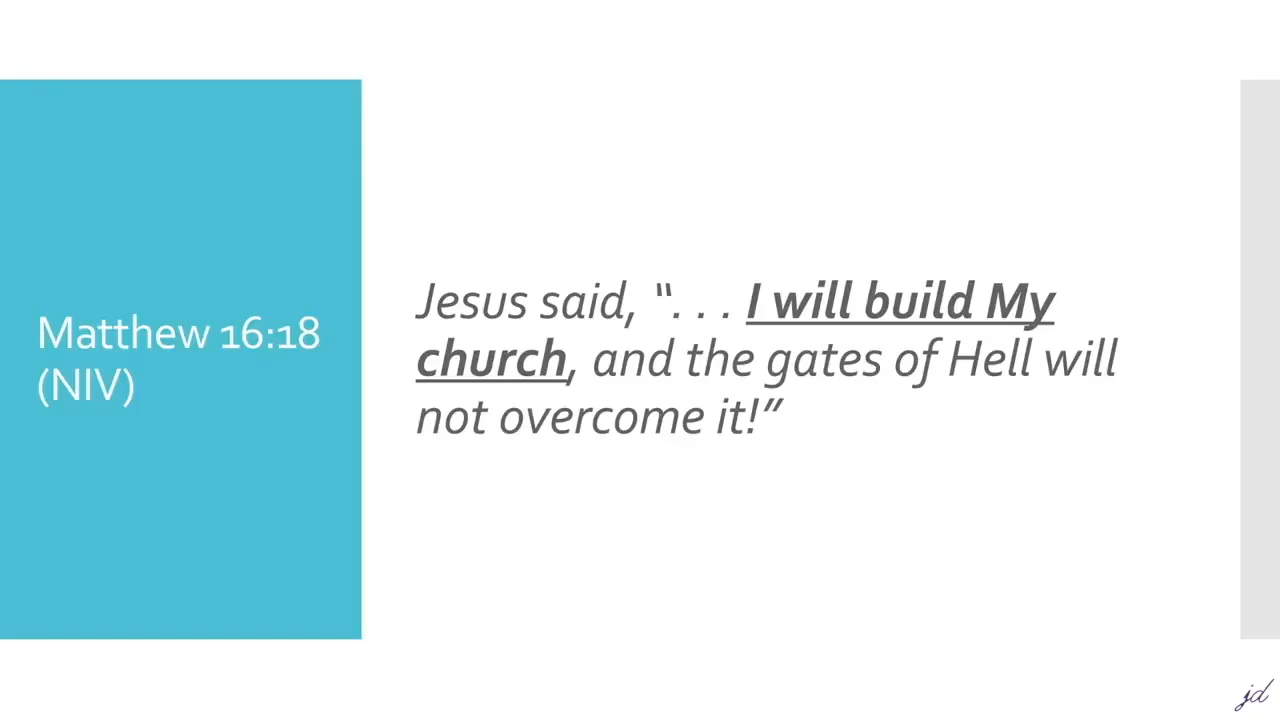 Matthew 16:18
(NIV)
Jesus said, “. . . I will build My
church, and the gates of Hell will
not overcome it!”
jd